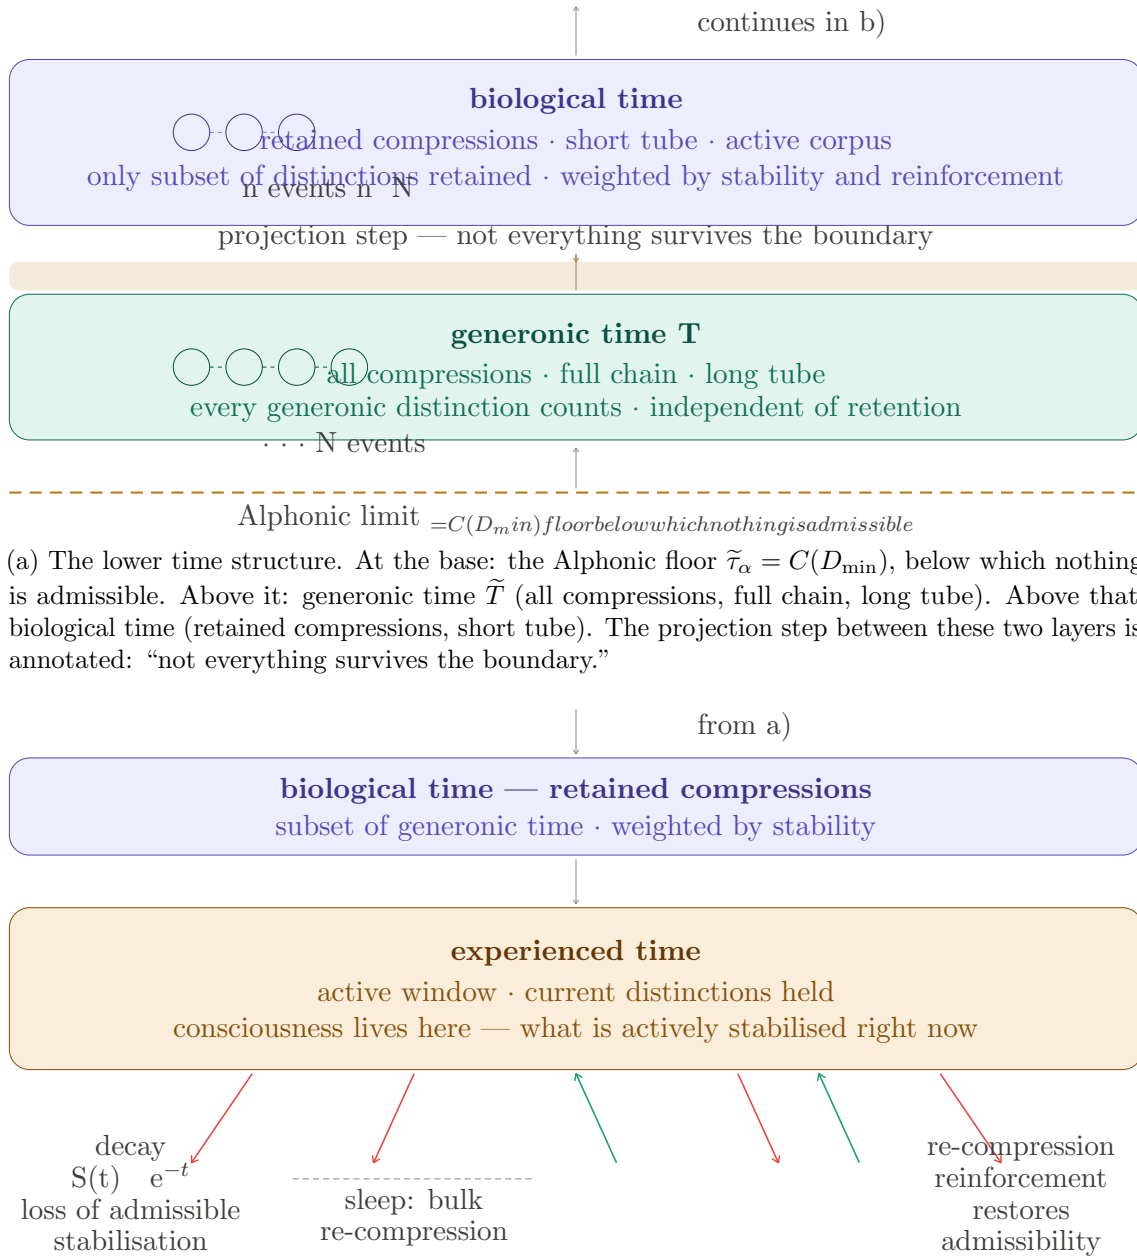 continues in b)
biological time
retained compressions · short tube · active corpus
only subset of distinctions retained · weighted by stability and reinforcement
n events n N
projection step — not everything survives the boundary
generonic time T
all compressions · full chain · long tube
every generonic distinction counts · independent of retention
· · · N events
Alphonic limit =C(D_min)floorbelowwhichnothingisadmissible
(a) The lower time structure. At the base: the Alphonic floor τ̃_α = C(D_min), below which nothing
is admissible. Above it: generonic time T̃ (all compressions, full chain, long tube). Above that
biological time (retained compressions, short tube). The projection step between these two layers is
annotated: “not everything survives the boundary.”
from a)
biological time — retained compressions
subset of generonic time · weighted by stability
experienced time
active window · current distinctions held
consciousness lives here — what is actively stabilised right now
decay
S(t) e^{−t}
loss of admissible
stabilisation
sleep: bulk
re-compression
re-compression
reinforcement
restores
admissibility